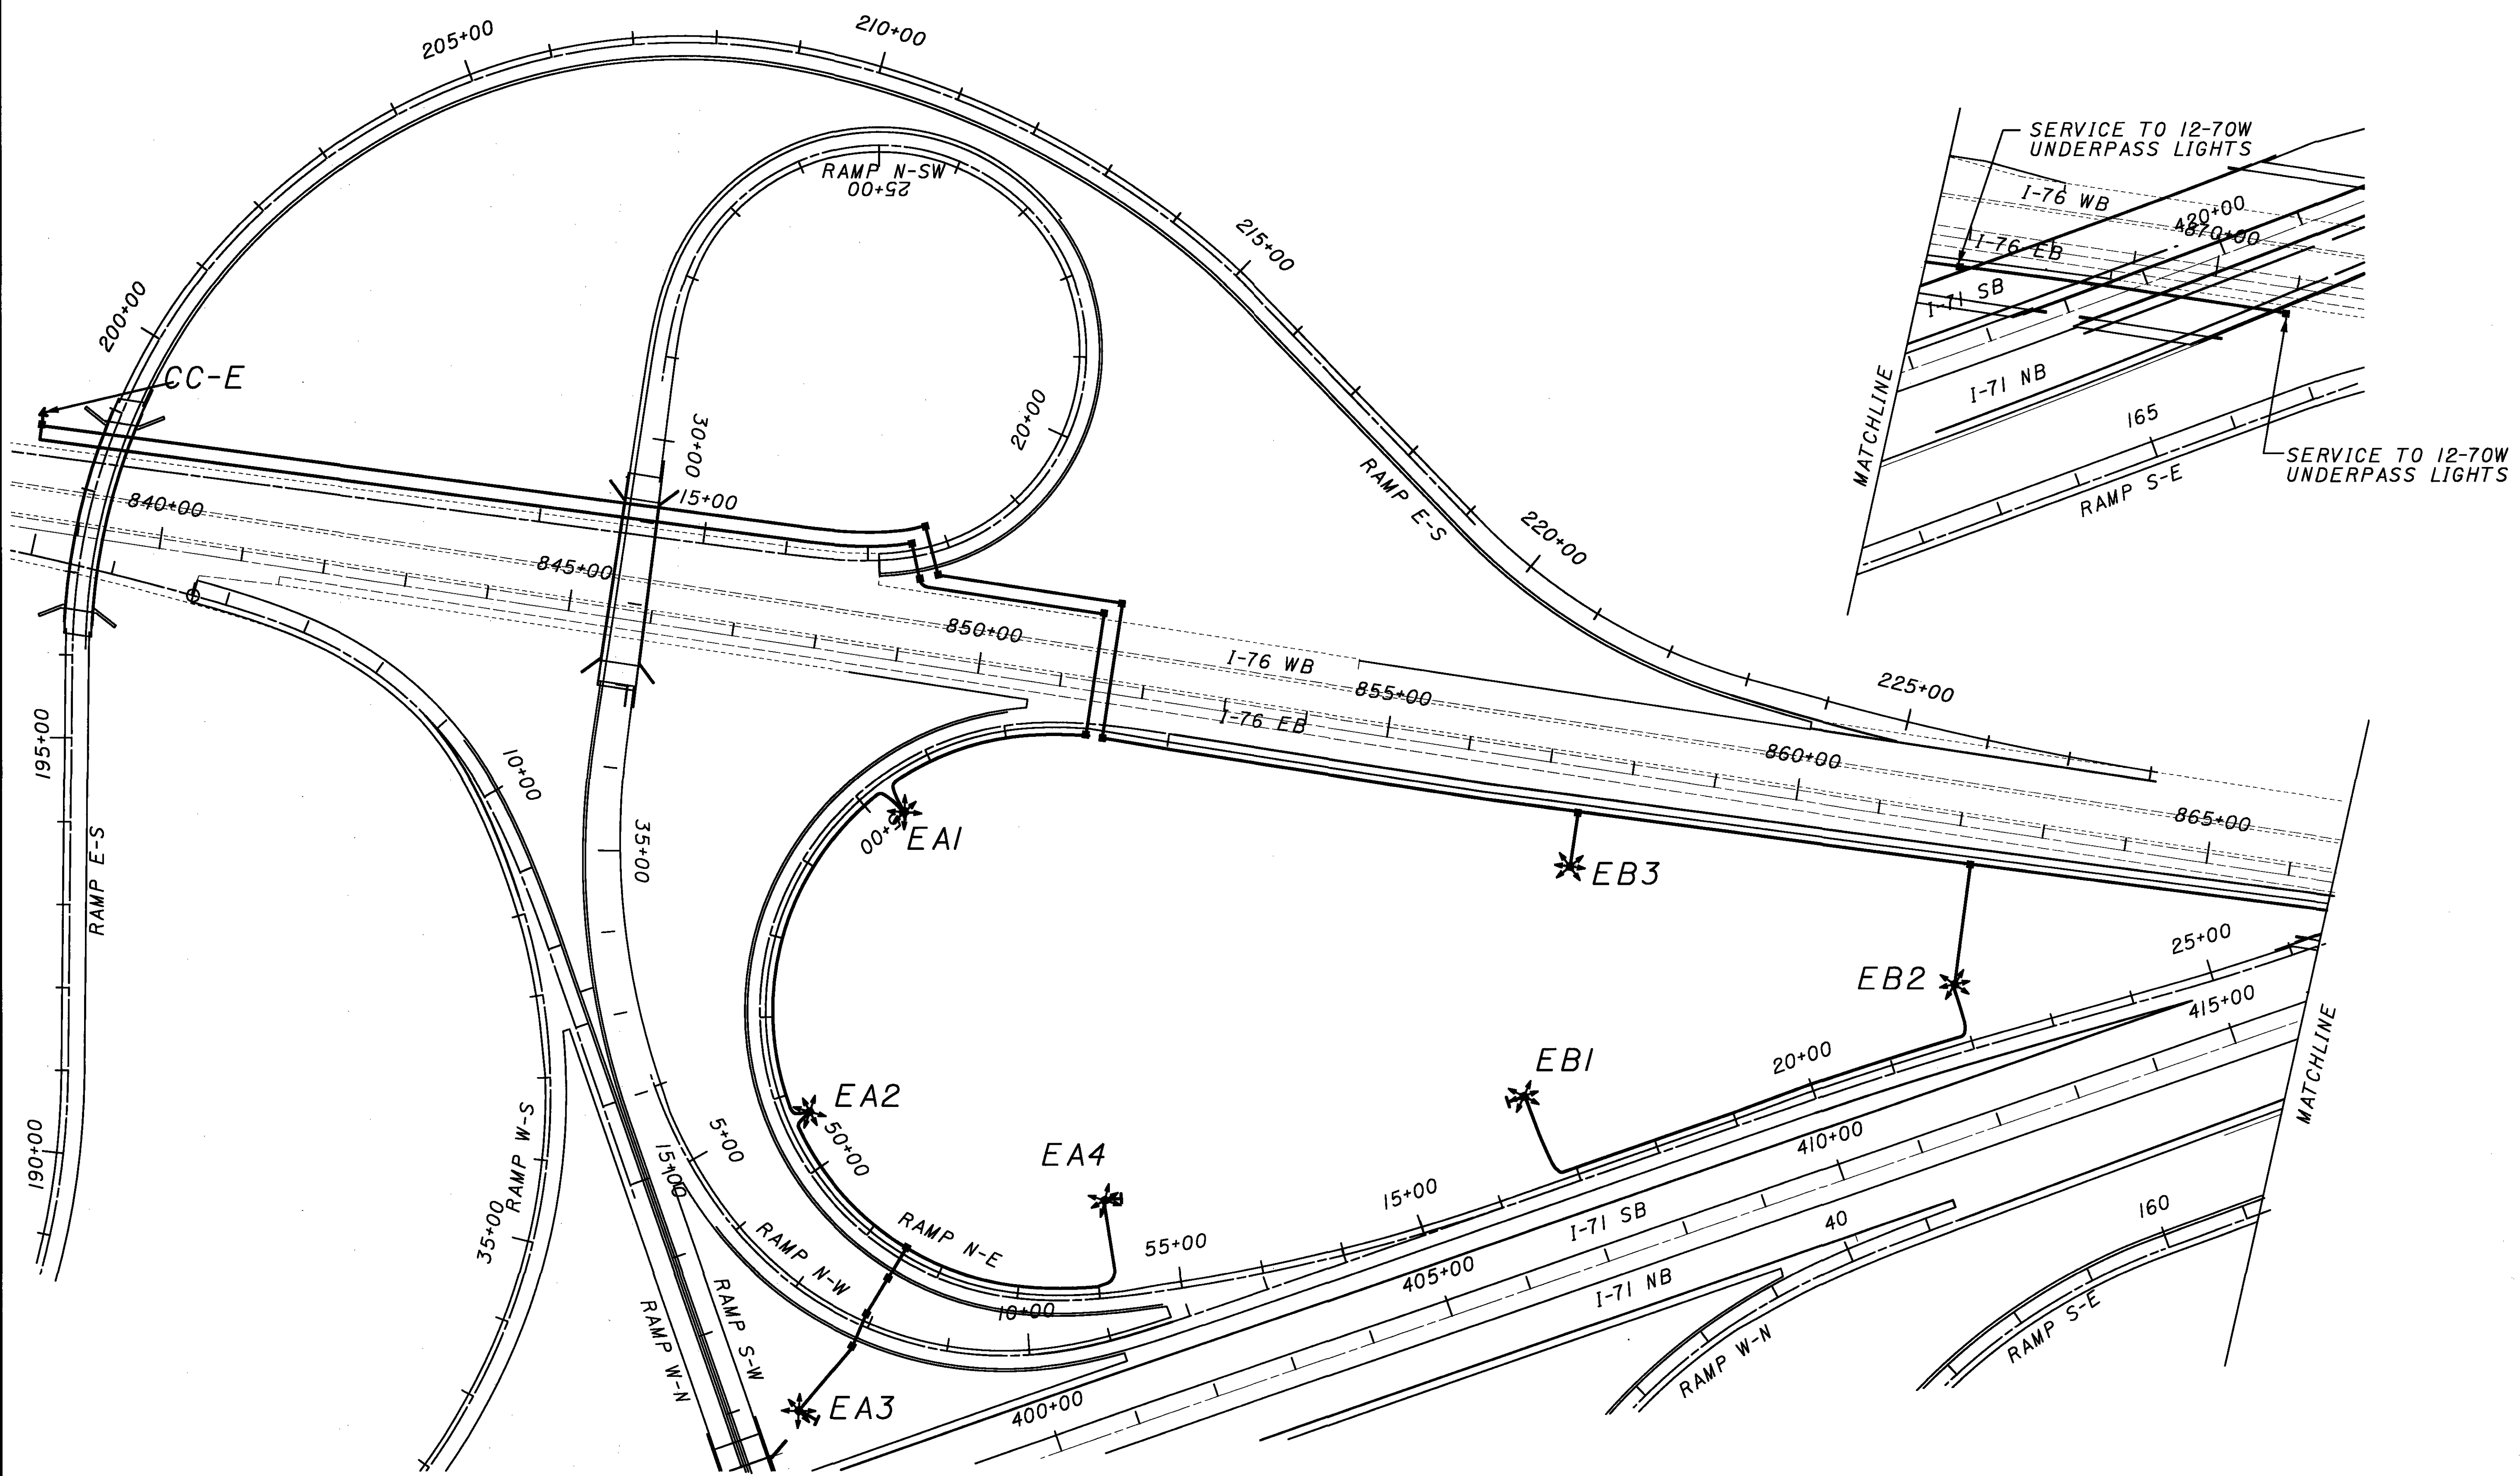 205+00
210+00
SERVICE TO 12-70W
UNDERPASS LIGHTS
RAMP N-SW
25+00
I-76 WB
420+00
870+00
I-76 EB
215+00
200+00
I-71 SB
CC-E
I-71 NB
MATCHLINE
165
20+00
30+00
RAMP E-S
SERVICE TO 12-70W
UNDERPASS LIGHTS
RAMP S-E
15+00
840+00
220+00
845+00
850+00
I-76 WB
855+00
225+00
I-76 EB
195+00
10+00
860+00
865+00
RAMP E-S
35+00
EA1
EB3
25+00
EB2
415+00
EB1
20+00
MATCHLINE
EA2
190+00
RAMP W-S
5+00
50+00
EA4
410+00
15+00
15+00
35+00
I-71 SB
40
160
RAMP N-W
RAMP N-E
55+00
405+00
I-71 NB
10+00
RAMP S-W
RAMP W-N
RAMP W-N
RAMP S-E
EA3
400+00